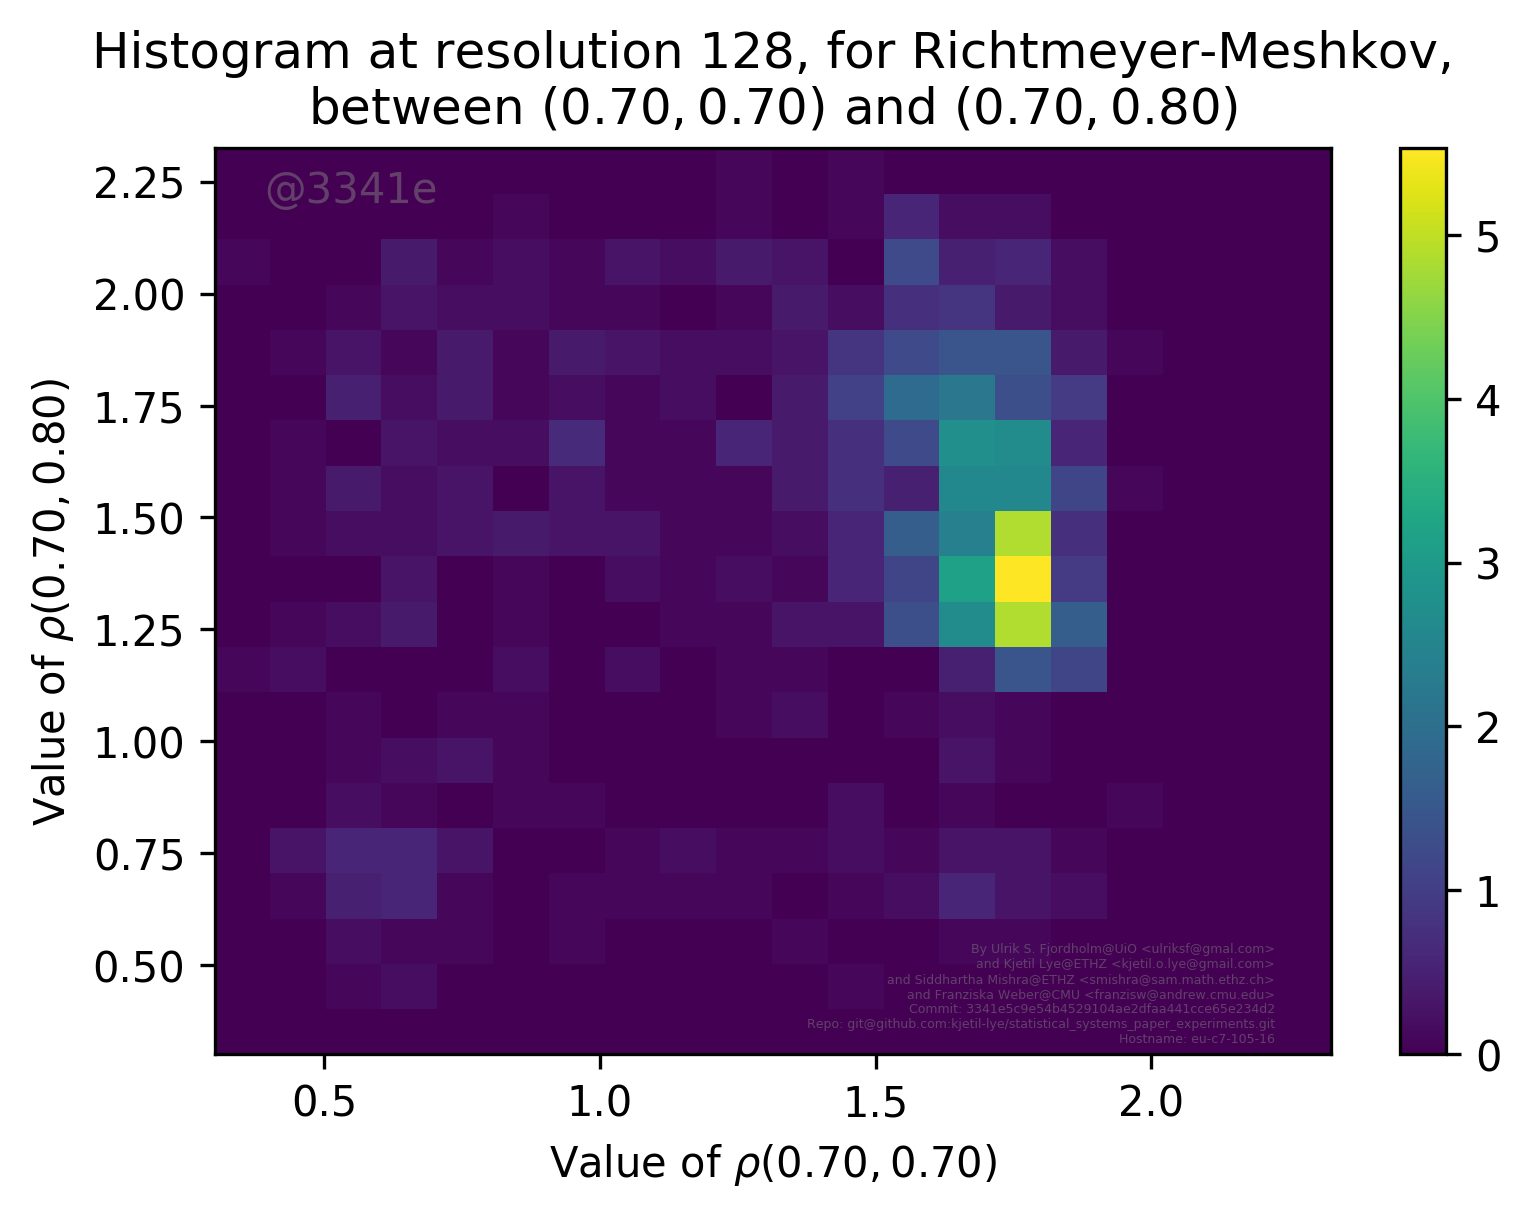 Histogram at resolution 128, for Richtmeyer-Meshkov,
between (0.70, 0.70) and (0.70, 0.80)
@3341e
2.25
2.00
1.75
1.50
1.25
1.00
0.75
0.50
Value of ρ(0.70, 0.80)
0.5
1.0
1.5
2.0
Value of ρ(0.70, 0.70)
5
4
3
2
1
0
By Ulrik S. Fjordholm@UiO <ulriksf@gmal.com>
and Kjetil Lye@ETHZ <kjetil.o.lye@gmail.com>
and Siddhartha Mishra@ETHZ <smishra@sam.math.ethz.ch>
and Franziska Weber@CMU <franzisw@andrew.cmu.edu>
Commit: 3341e5c9e54b4529104ae2dfaa441cce65e234d2
Repo: git@github.com:kjetil-lye/statistical_systems_paper_experiments.git
Hostname: eu-c7-105-16